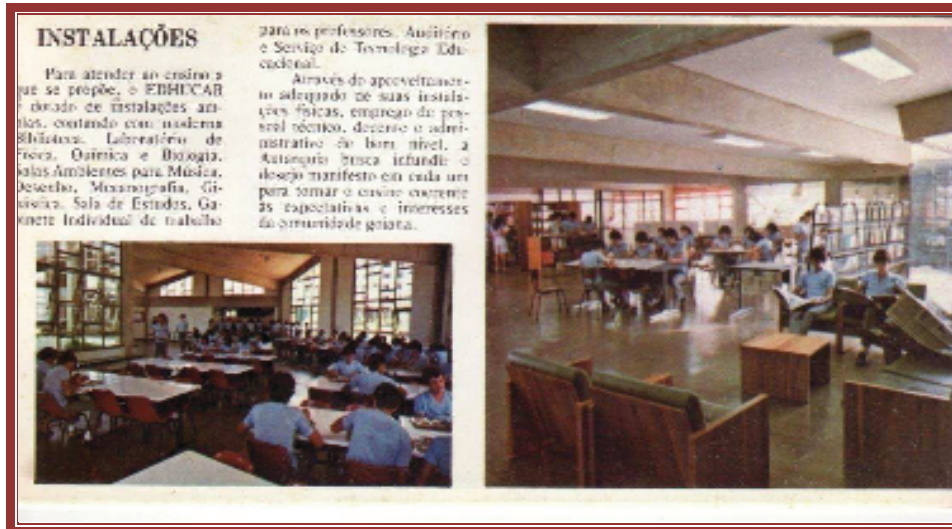 INSTALAÇÕES
Para atender ao ensino a
que se propõe, o EDHUCAR
é dotado de instalações am-
plas, contando com moderna
Biblioteca, Laboratório de
Física, Química e Biologia,
Salas Ambientes para Música,
Desenho, Mecanografia, Gi-
nástica, Sala de Estudos, Ga-
binete Individual de trabalho
para os professores, Auditório
e Serviço de Tecnologia Edu-
cacional.
Através do aproveitamen-
to adequado de suas instala-
ções físicas, emprego de pes-
soal técnico, docente e admi-
nistrativo de bom nível, a
Autarquia busca infundir o
desejo manifesto em cada um
para tornar o ensino coerente
às expectativas e interesses
da comunidade goiana.